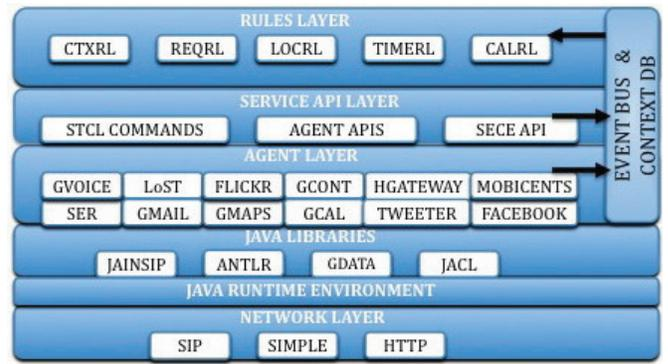 RULES LAYER
CTXRL REQRL LOCRL TIMERL CALRL
SERVICE API LAYER
STCL COMMANDS AGENT APIS SECE API
AGENT LAYER
GVOICE LoST FLICKR GCONT HGATEWAY MOBICENTS
SER GMAIL GMAPS GCAL TWEETER FACEBOOK
JAVA LIBRARIES
JAINSIP ANTLR GDATA JACL
JAVA RUNTIME ENVIRONMENT
NETWORK LAYER
SIP SIMPLE HTTP
EVENT BUS &
CONTEXT DB